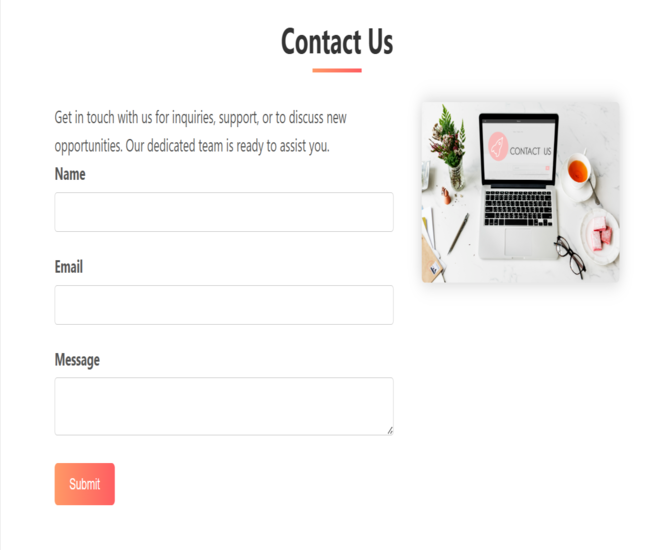 Contact Us
Get in touch with us for inquiries, support, or to discuss new
opportunities. Our dedicated team is ready to assist you.
CONTACT US
Name
Email
Message
Submit